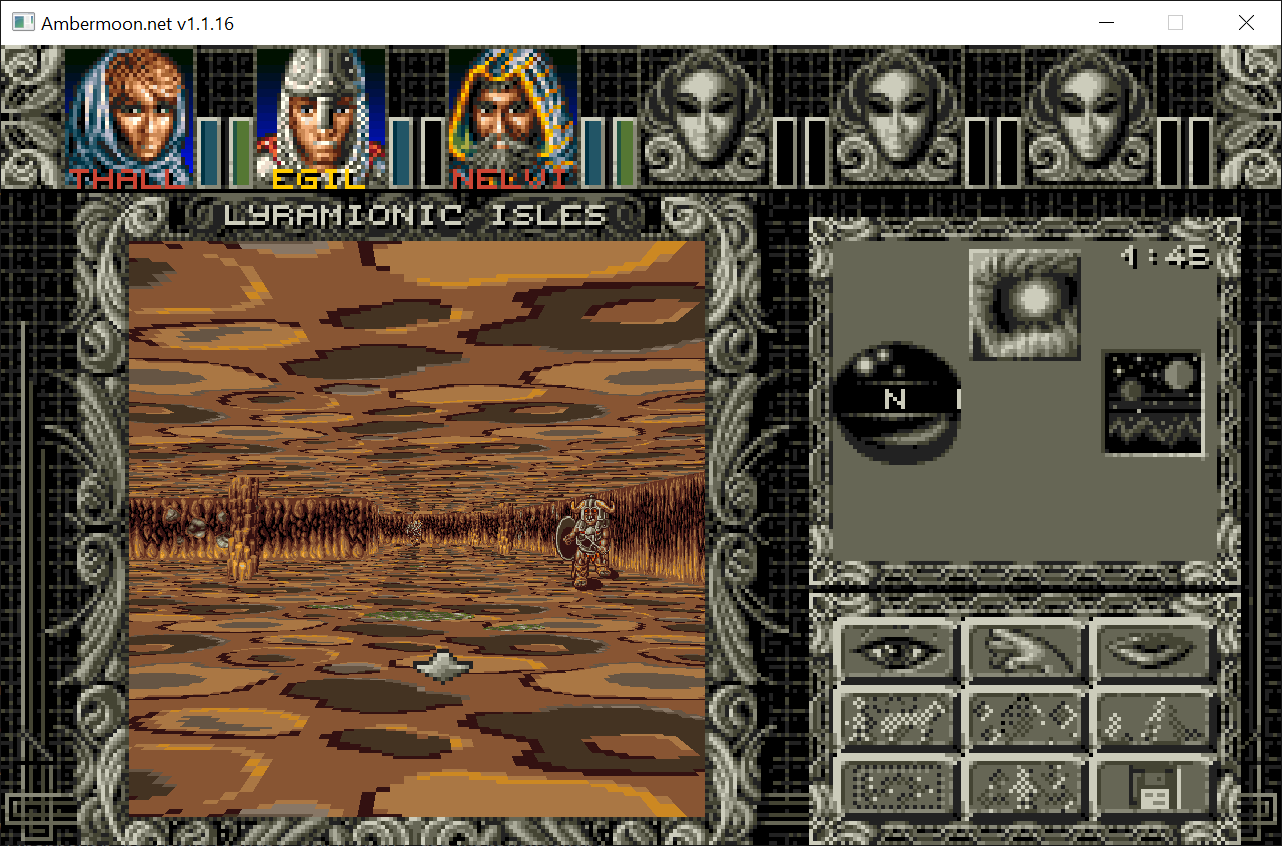 Ambermoon.net v1.1.16
THALL
EGIL
NELVI
LYRAMIONIC ISLES
1:45
N